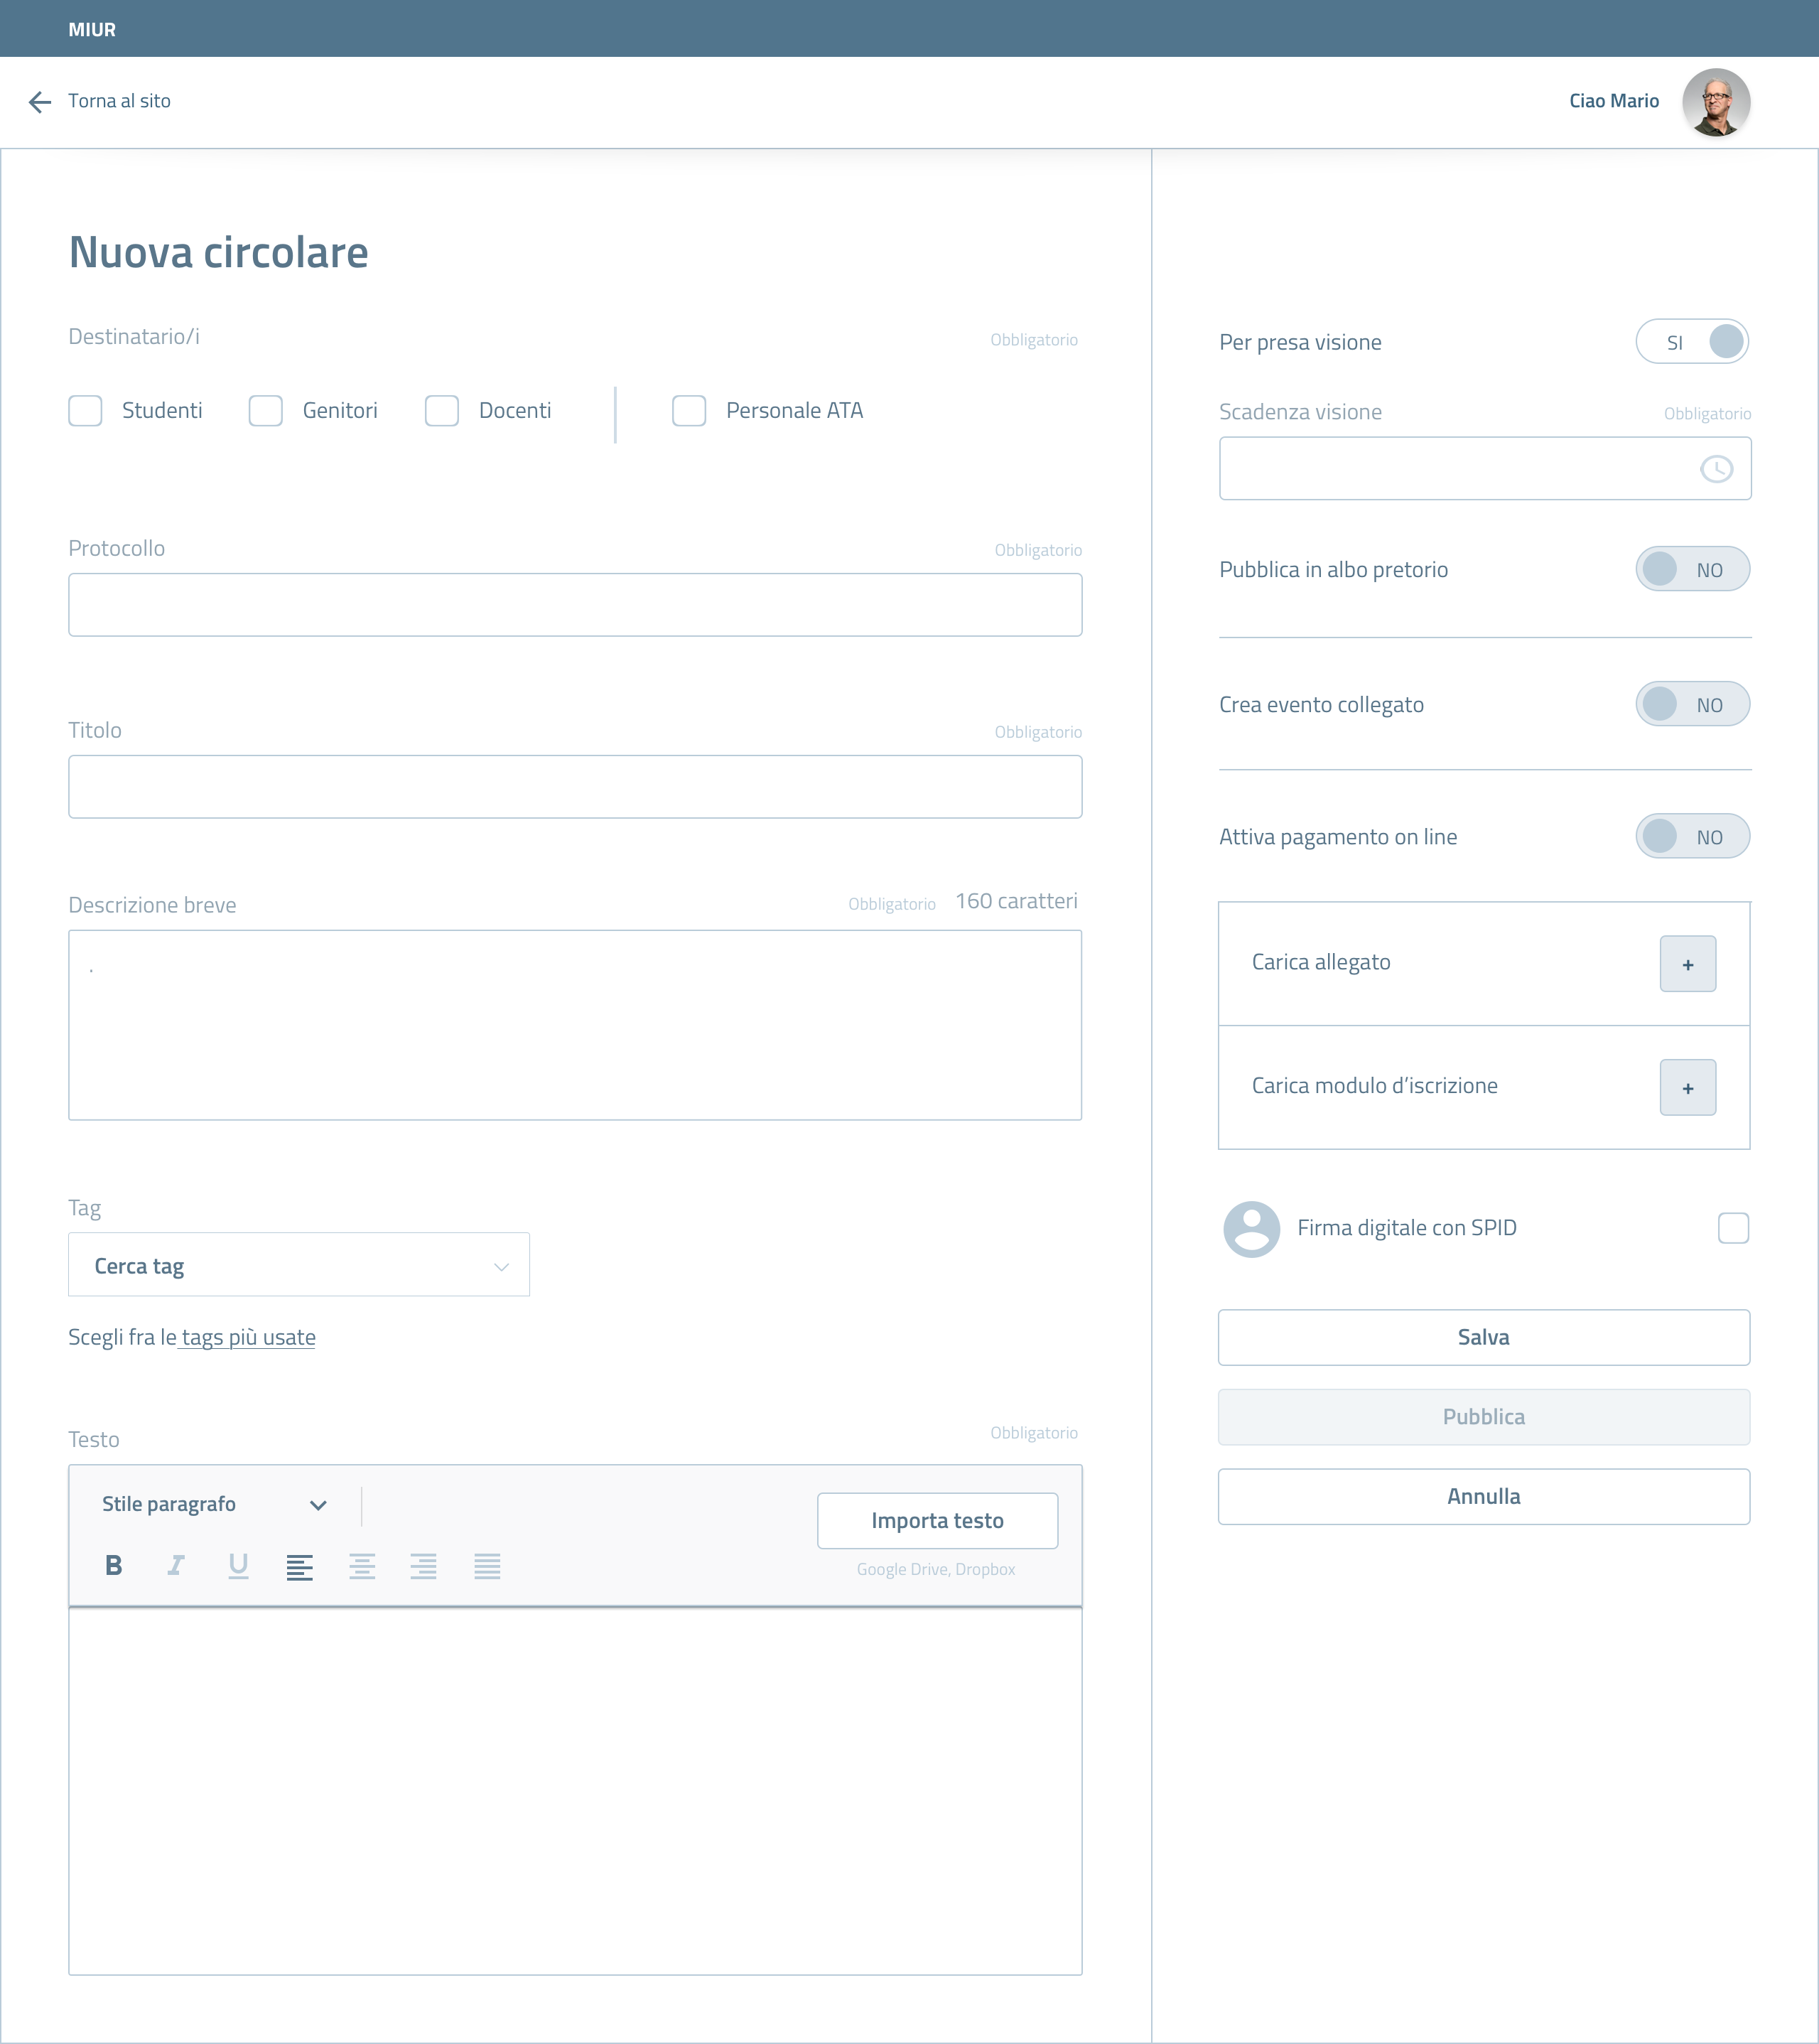 MIUR
Torna al sito
Ciao Mario
Nuova circolare
Destinatario/i
Obbligatorio
Studenti
Genitori
Docenti
Personale ATA
Protocollo
Obbligatorio
Titolo
Obbligatorio
Descrizione breve
Obbligatorio
160 caratteri
.
Tag
Cerca tag
Scegli fra le tags più usate
Testo
Obbligatorio
Stile paragrafo
Importa testo
B I U
Google Drive, Dropbox
Per presa visione
SI
Scadenza visione
Obbligatorio
Pubblica in albo pretorio
NO
Crea evento collegato
NO
Attiva pagamento on line
NO
Carica allegato
+
Carica modulo d’iscrizione
+
Firma digitale con SPID
Salva
Pubblica
Annulla